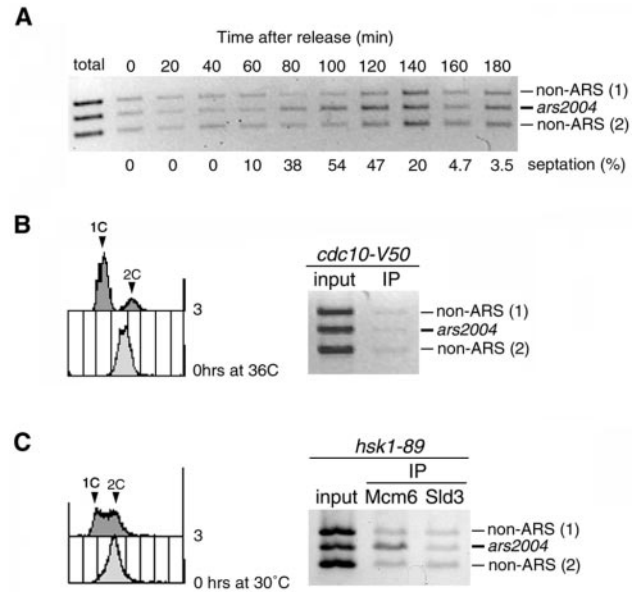 A
Time after release (min)
total 0 20 40 60 80 100 120 140 160 180
non-ARS (1)
ars2004
non-ARS (2)
0 0 0 10 38 54 47 20 4.7 3.5 septation (%)
B
1C
2C
3
0hrs at 36C
cdc10-V50
input IP
non-ARS (1)
ars2004
non-ARS (2)
C
1C 2C
3
0 hrs at 30˚C
hsk1-89
IP
input Mcm6 Sld3
non-ARS (1)
ars2004
non-ARS (2)